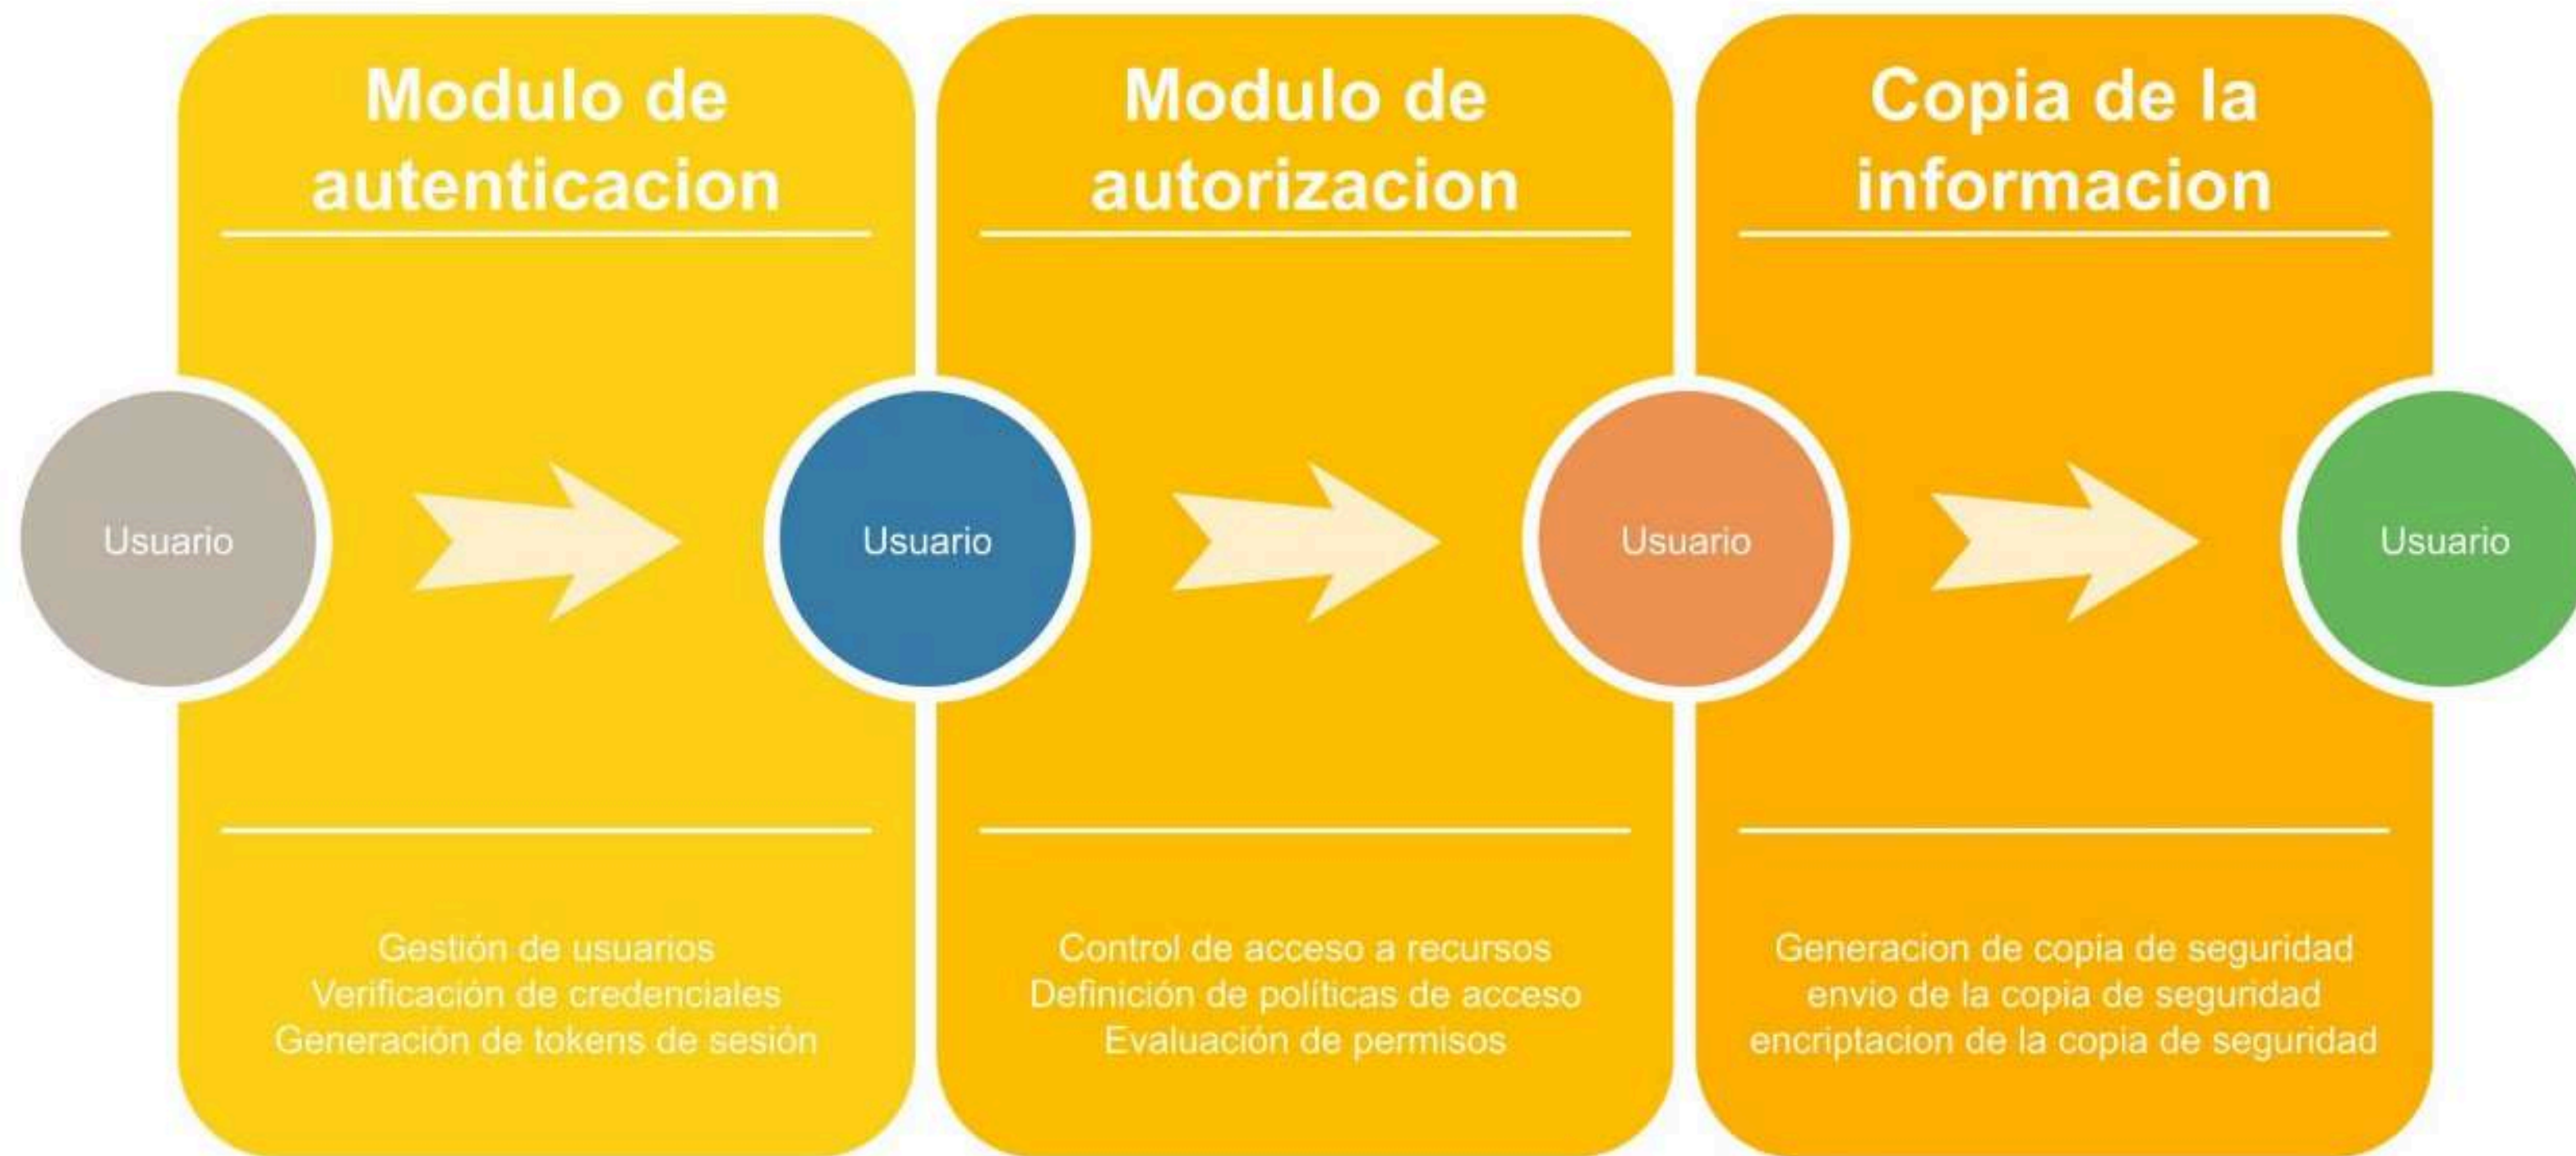 Modulo de
autenticacion
Modulo de
autorizacion
Copia de la
informacion
Usuario
Usuario
Usuario
Usuario
Gestión de usuarios
Verificación de credenciales
Generación de tokens de sesión
Control de acceso a recursos
Definición de políticas de acceso
Evaluación de permisos
Generacion de copia de seguridad
envio de la copia de seguridad
encriptacion de la copia de seguridad